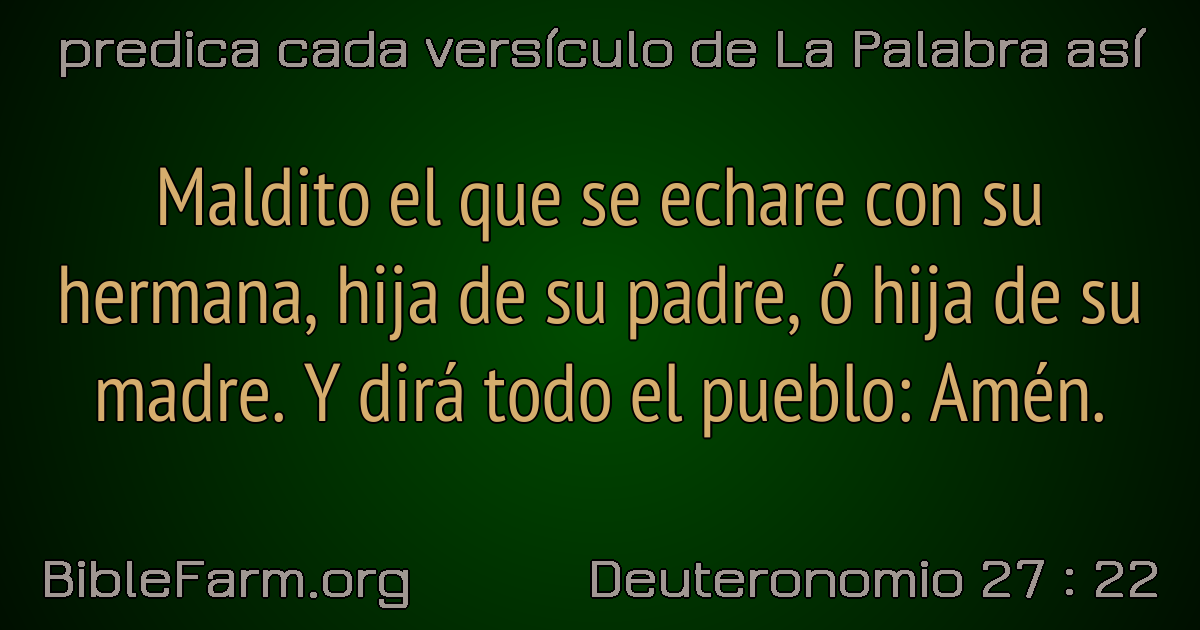 predica cada versículo de La Palabra así
Maldito el que se echare con su
hermana, hija de su padre, ó hija de su
madre. Y dirá todo el pueblo: Amén.
BibleFarm.org
Deuteronomio 27 : 22